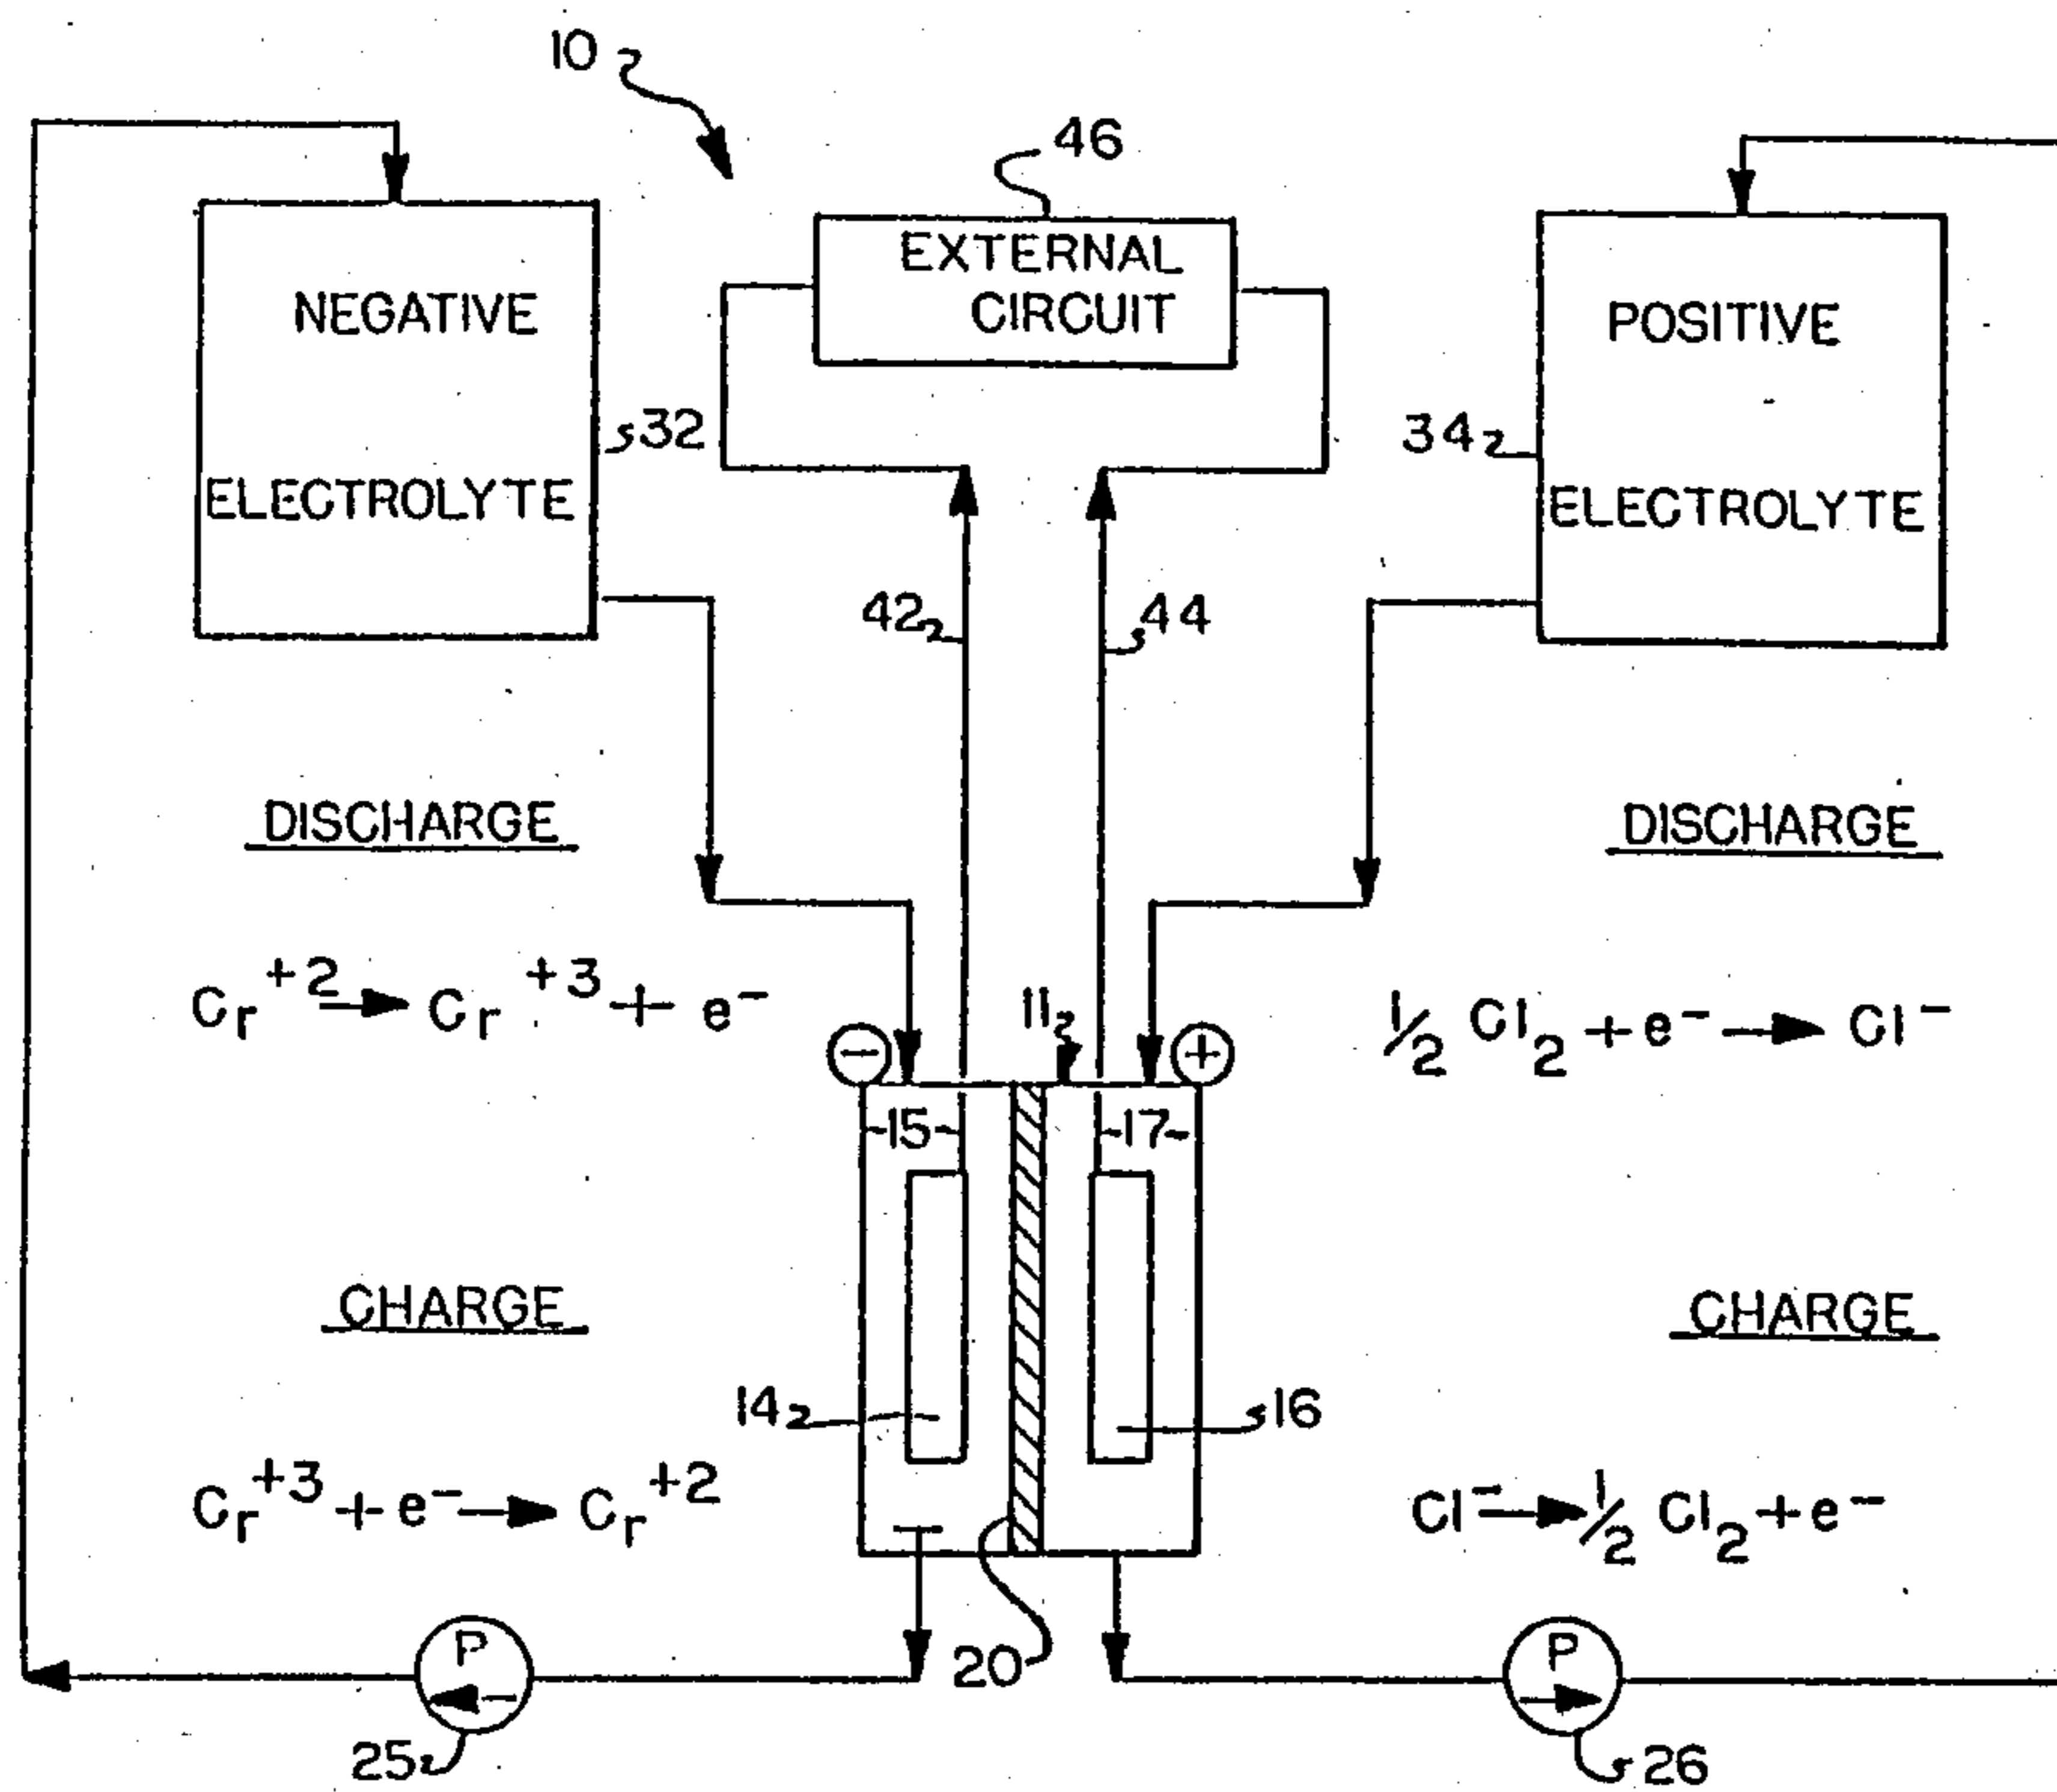 10
46
EXTERNAL
CIRCUIT
NEGATIVE
ELECTROLYTE
32
POSITIVE
ELECTROLYTE
34
42
44
DISCHARGE
DISCHARGE
Cr⁺² → Cr⁺³ + e⁻
½ Cl₂ + e⁻ → Cl⁻
11
−
+
15
17
CHARGE
CHARGE
14
16
Cr⁺³ + e⁻ → Cr⁺²
Cl⁻ → ½ Cl₂ + e⁻
P
P
20
25
26